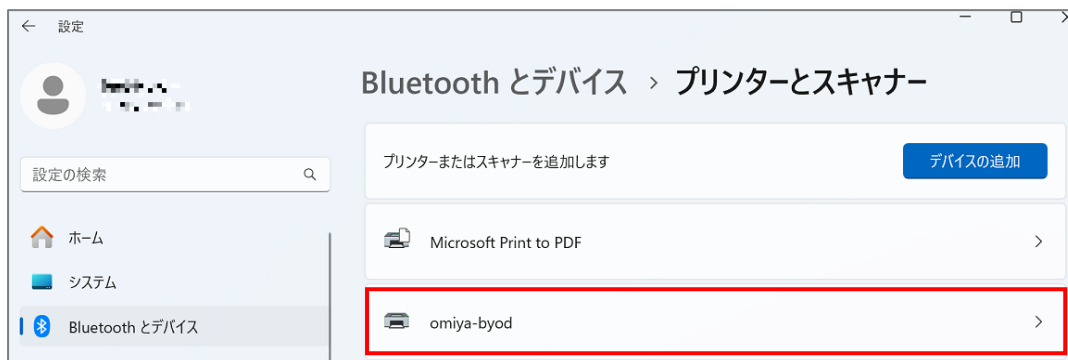 設定
Bluetooth とデバイス › プリンターとスキャナー
プリンターまたはスキャナーを追加します
デバイスの追加
設定の検索
ホーム
システム
Bluetooth とデバイス
Microsoft Print to PDF
omiya-byod